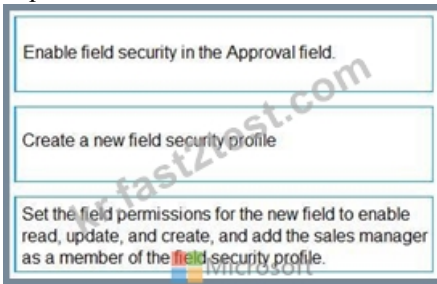 Enable field security in the Approval field.
Create a new field security profile
Set the field permissions for the new field to enable
read, update, and create, and add the sales manager
as a member of the field security profile.
kr.fast2test.com
Microsoft